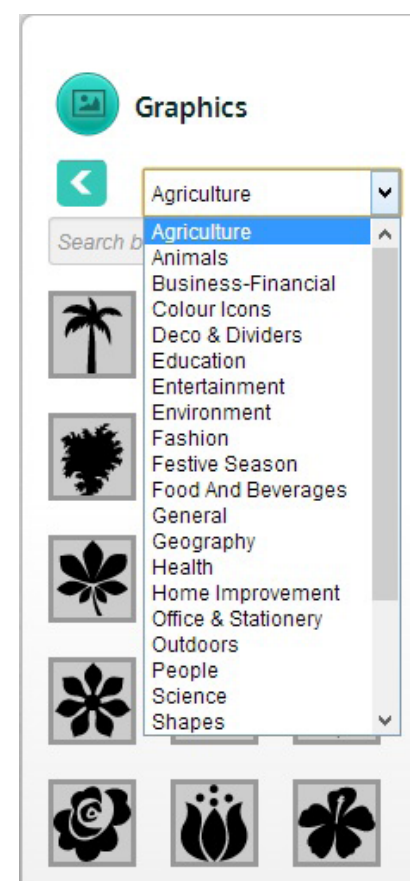 Graphics
Agriculture
Search b
Agriculture
Animals
Business-Financial
Colour Icons
Deco & Dividers
Education
Entertainment
Environment
Fashion
Festive Season
Food And Beverages
General
Geography
Health
Home Improvement
Office & Stationery
Outdoors
People
Science
Shapes